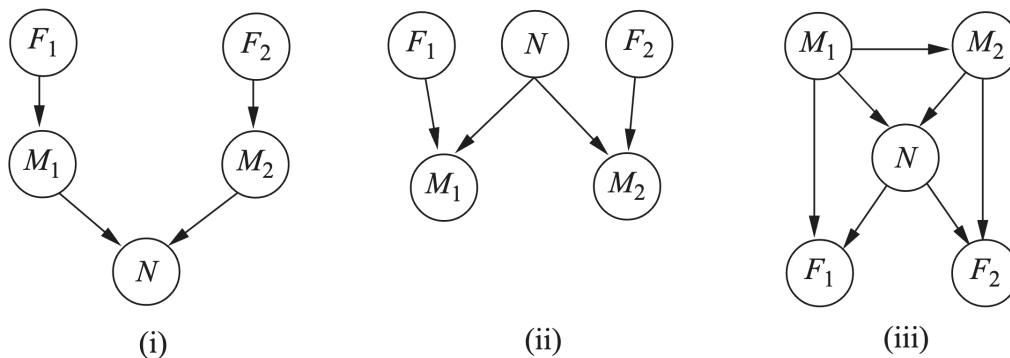 F₁ F₂
M₁ M₂
N
(i)
F₁ N F₂
M₁ M₂
(ii)
M₁ M₂
N
F₁ F₂
(iii)